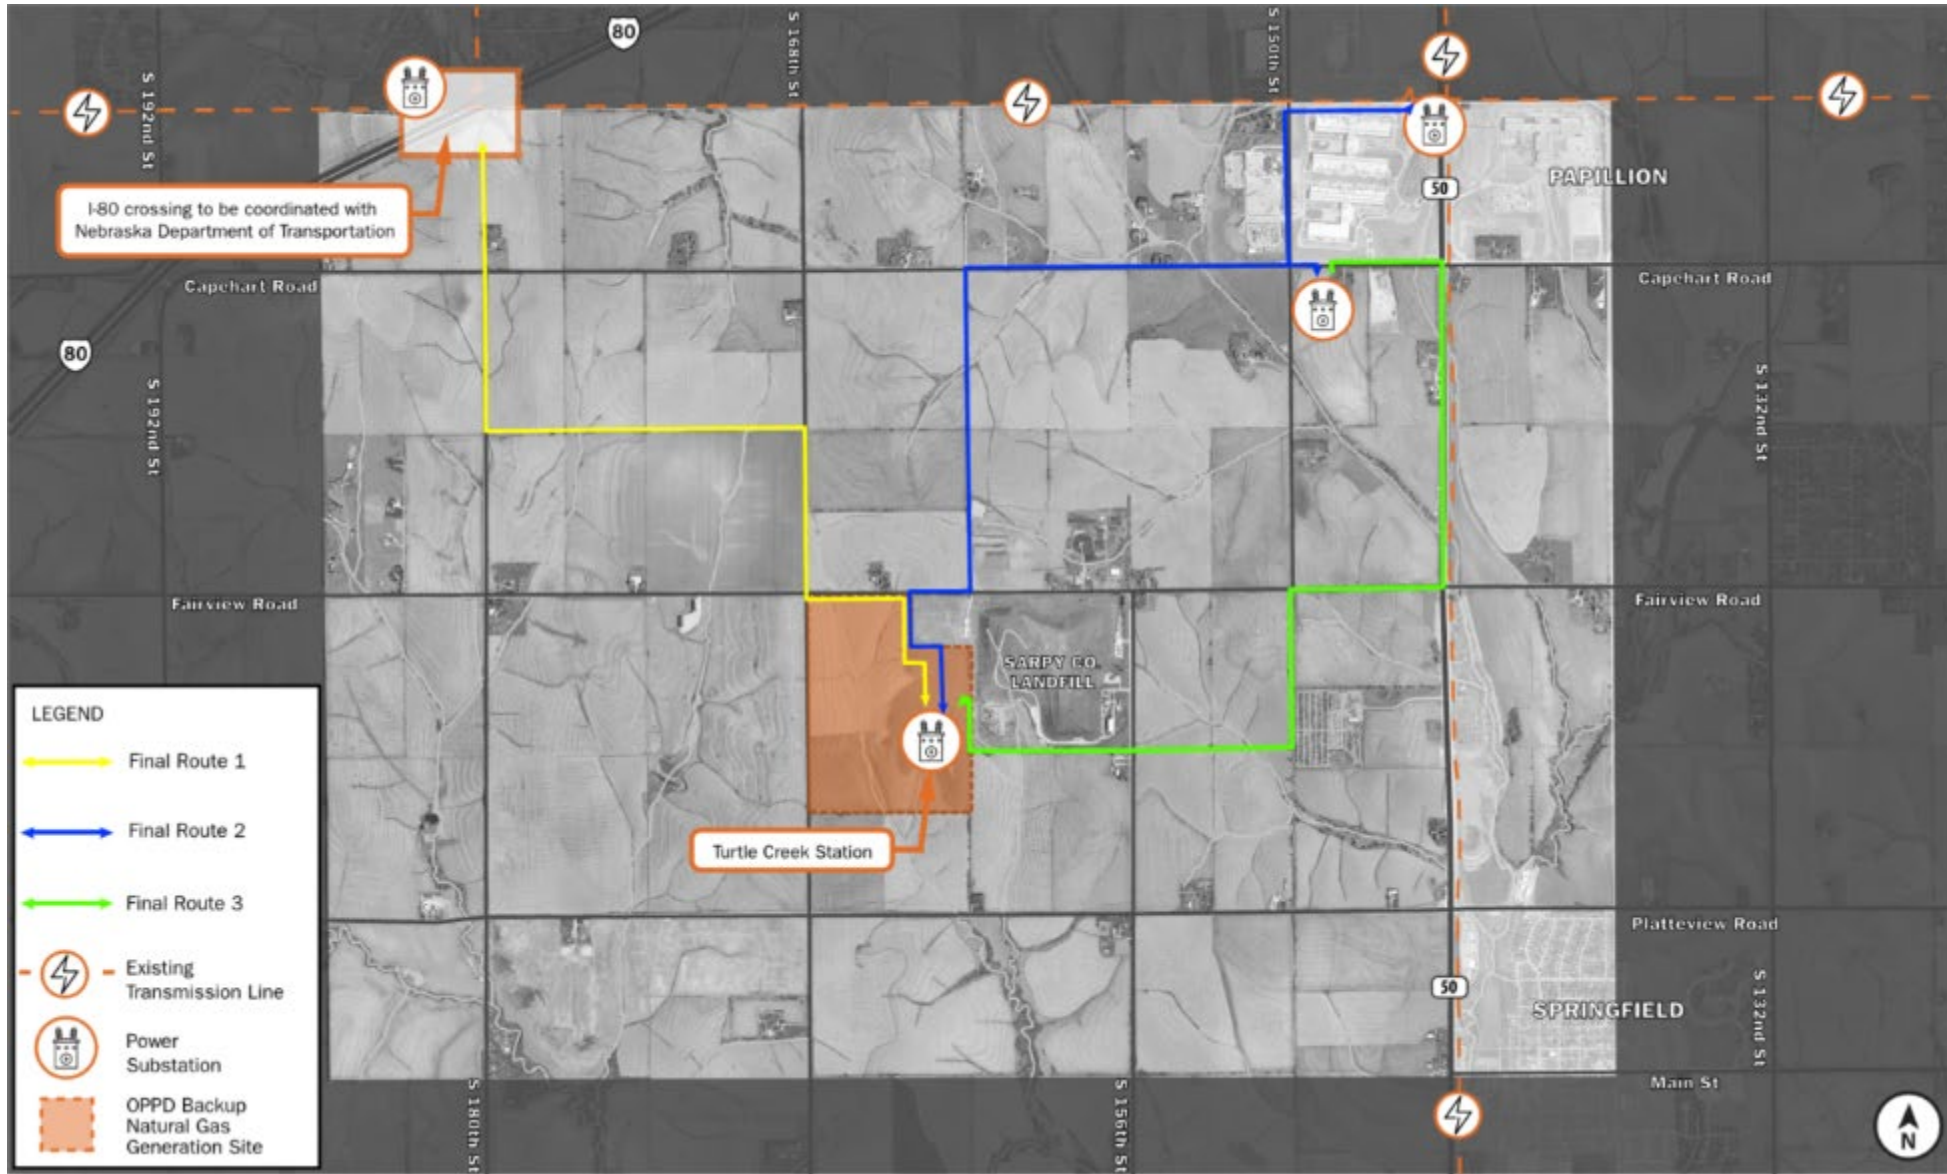 80
S 168th St
S 150th St
S 192nd St
PAPILLION
50
I-80 crossing to be coordinated with
Nebraska Department of Transportation
Capehart Road
Capehart Road
80
S 192nd St
S 132nd St
Fairview Road
Fairview Road
SARPY CO.
LANDFILL
LEGEND
Final Route 1
Final Route 2
Final Route 3
Existing
Transmission Line
Power
Substation
OPPD Backup
Natural Gas
Generation Site
Turtle Creek Station
Platteview Road
50
SPRINGFIELD
S 132nd St
Main St
S 180th St
S 156th St
N